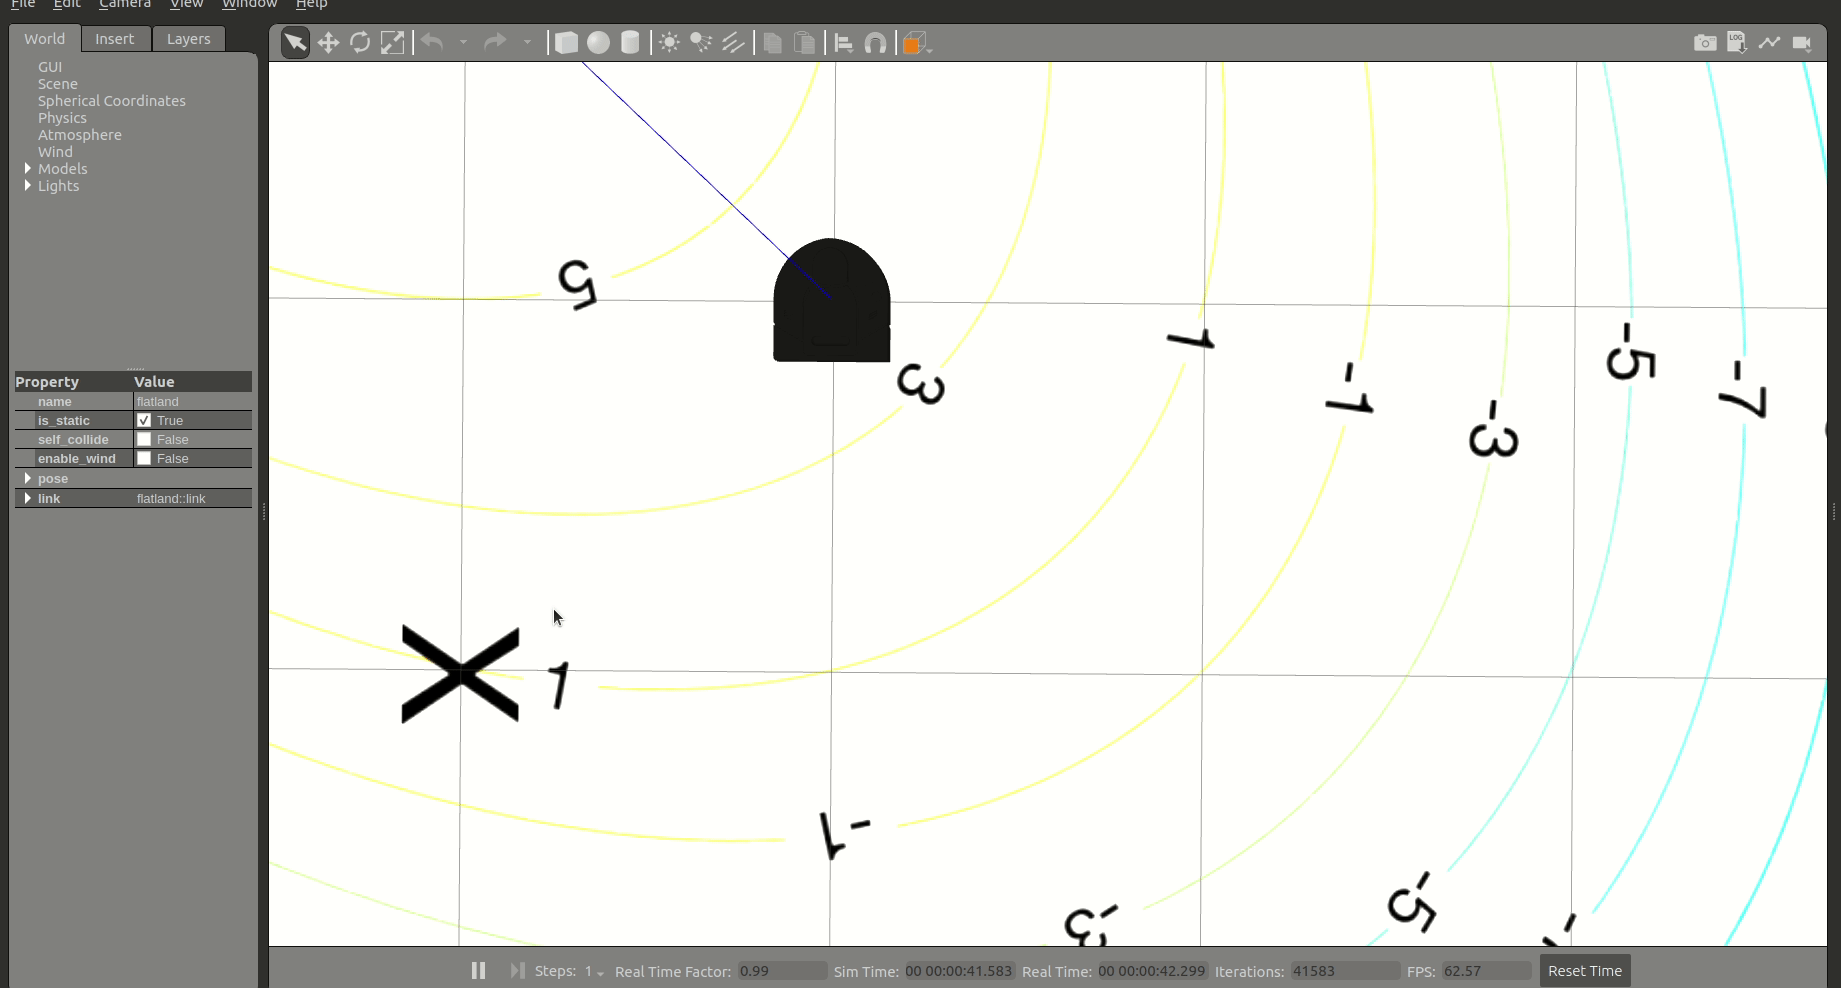 File Edit Camera View Window Help
World Insert Layers
GUI
Scene
Spherical Coordinates
Physics
Atmosphere
Wind
Models
Lights
Property Value
name flatland
is_static True
self_collide False
enable_wind False
pose
link flatland::link
LOG
5
3
1
-1
-3
-5
-7
1
-1
-3
-5
Steps: 1 Real Time Factor: 0.99 Sim Time: 00 00:00:41.583 Real Time: 00 00:00:42.299 Iterations: 41583 FPS: 62.57 Reset Time